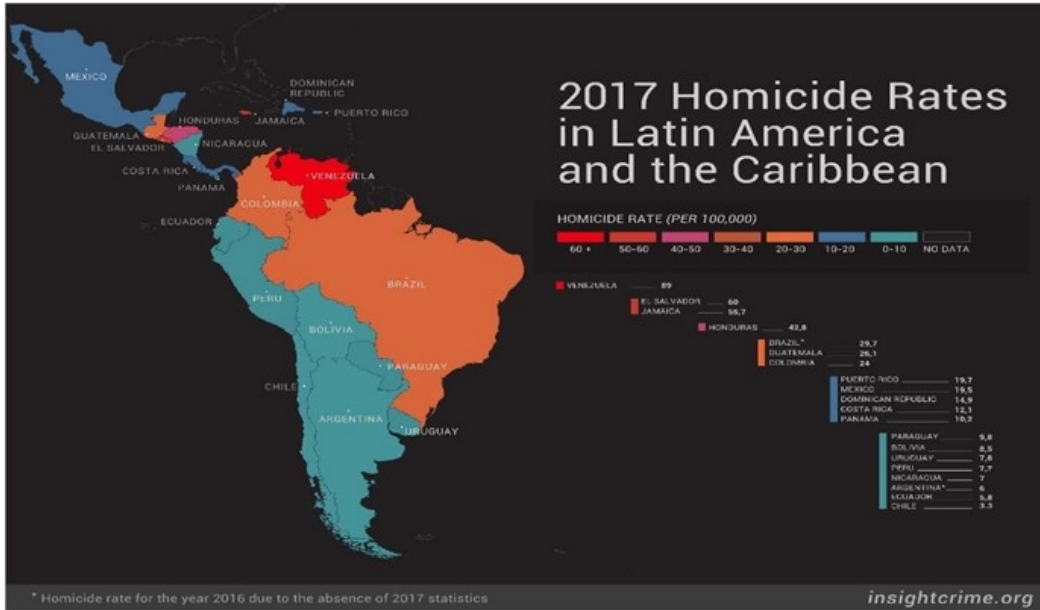 MEXICO
DOMINICAN
REPUBLIC
PUERTO RICO
HONDURAS
JAMAICA
GUATEMALA
EL SALVADOR
NICARAGUA
COSTA RICA
PANAMA
VENEZUELA
COLOMBIA
ECUADOR
BRAZIL
PERU
BOLIVIA
PARAGUAY
CHILE
ARGENTINA
URUGUAY
2017 Homicide Rates
in Latin America
and the Caribbean
HOMICIDE RATE (PER 100,000)
60 + 50-60 40-50 30-40 20-30 10-20 0-10 NO DATA
VENEZUELA 89
EL SALVADOR 60
JAMAICA 55,7
HONDURAS 42,8
BRAZIL* 29,7
GUATEMALA 26,1
COLOMBIA 24
PUERTO RICO 19,7
MEXICO 19,5
DOMINICAN REPUBLIC 14,9
COSTA RICA 12,1
PANAMA 10,2
PARAGUAY 9,8
BOLIVIA 8,5
URUGUAY 7,8
PERU 7,7
NICARAGUA 7
ARGENTINA* 6
ECUADOR 5,8
CHILE 3.3
* Homicide rate for the year 2016 due to the absence of 2017 statistics
insightcrime.org